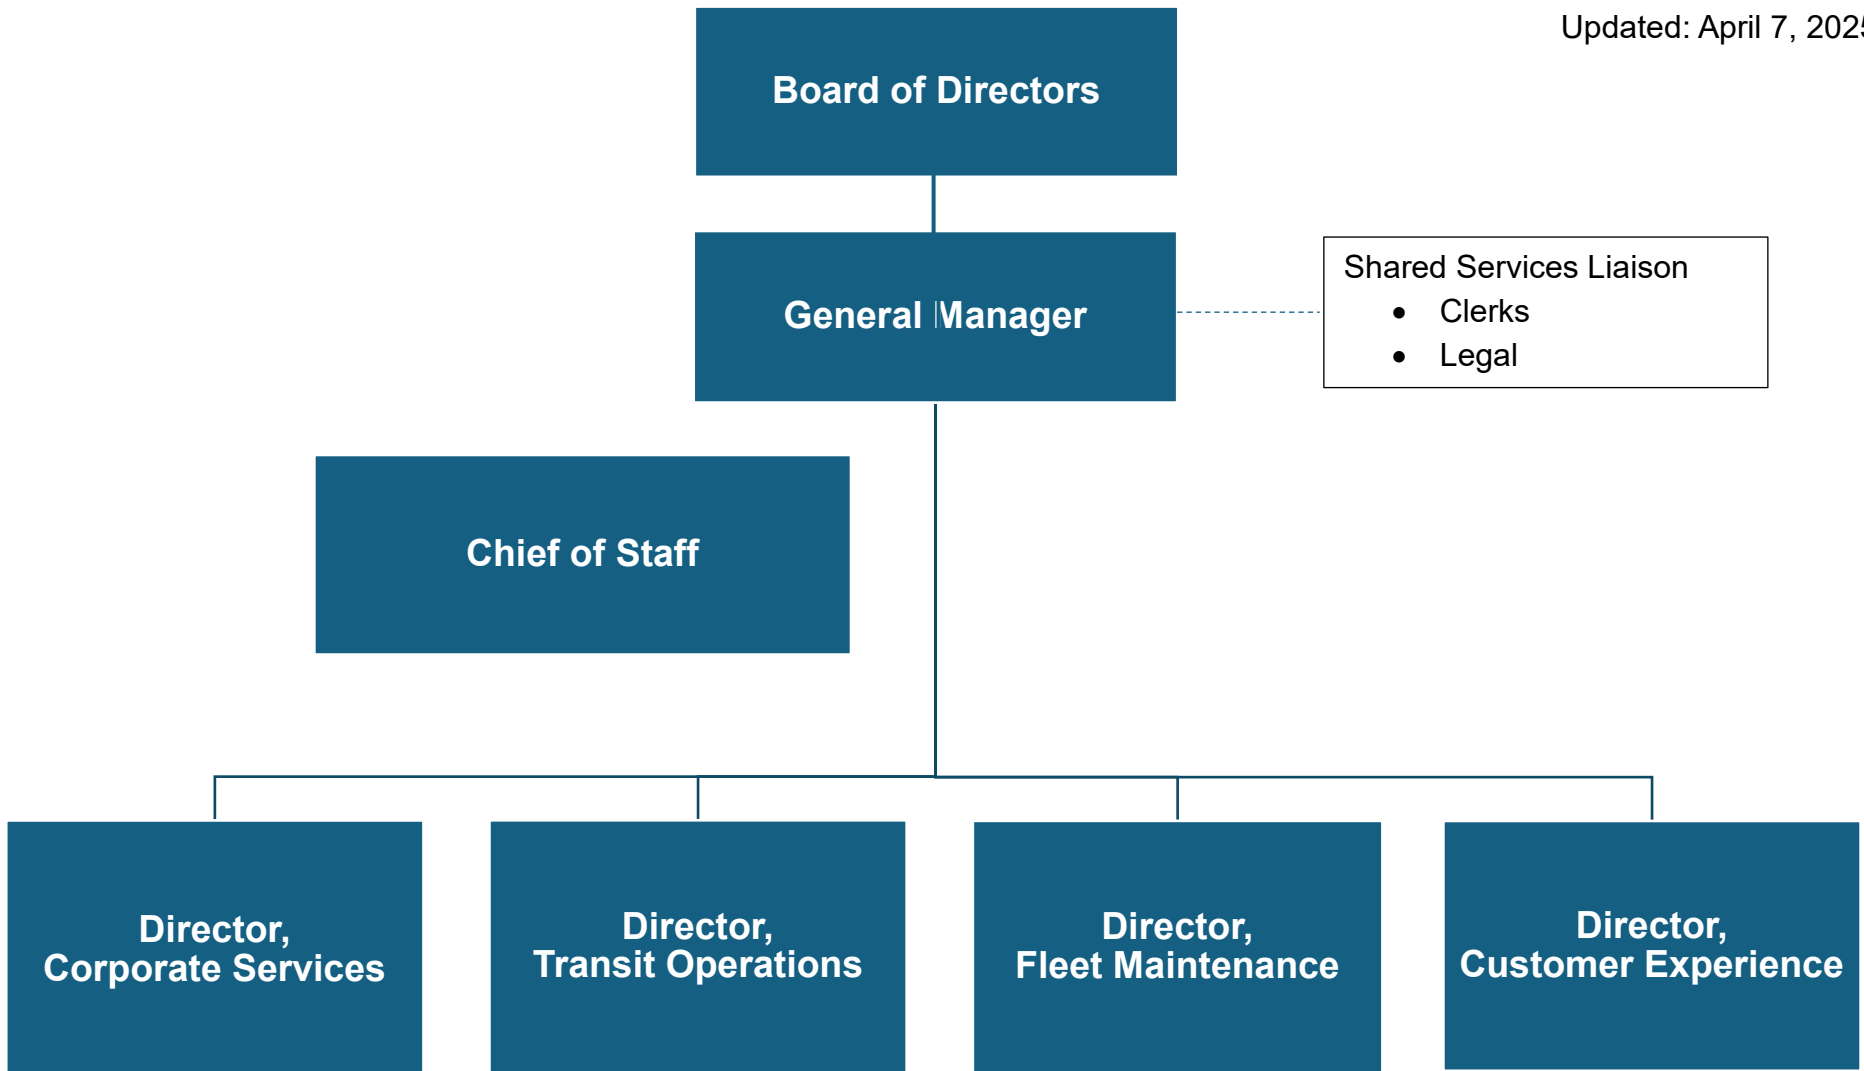 Updated: April 7, 2025
Board of Directors
General Manager
Shared Services Liaison
• Clerks
• Legal
Chief of Staff
Director,
Corporate Services
Director,
Transit Operations
Director,
Fleet Maintenance
Director,
Customer Experience